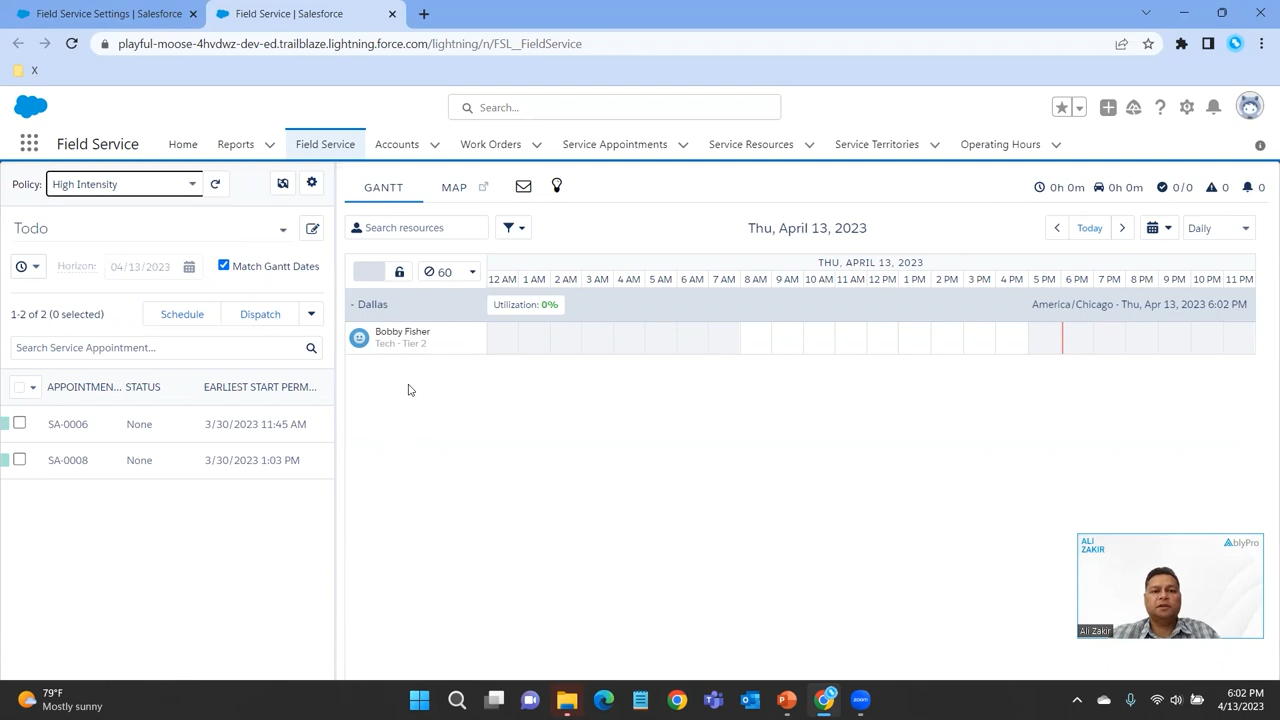 Field Service Settings | Salesforce
Field Service | Salesforce
playful-moose-4hvdwz-dev-ed.trailblaze.lightning.force.com/lightning/n/FSL__FieldService
X
Search...
Field Service
Home
Reports
Field Service
Accounts
Work Orders
Service Appointments
Service Resources
Service Territories
Operating Hours
Policy:
High Intensity
GANTT
MAP
0h 0m
0h 0m
0/0
0
0
Todo
Search resources
Thu, April 13, 2023
Today
Daily
Horizon:
04/13/2023
Match Gantt Dates
60
THU, APRIL 13, 2023
12 AM 1 AM 2 AM 3 AM 4 AM 5 AM 6 AM 7 AM 8 AM 9 AM 10 AM 11 AM 12 PM 1 PM 2 PM 3 PM 4 PM 5 PM 6 PM 7 PM 8 PM 9 PM 10 PM 11 PM
- Dallas
Utilization: 0%
America/Chicago - Thu, Apr 13, 2023 6:02 PM
1-2 of 2 (0 selected)
Schedule
Dispatch
Bobby Fisher
Tech - Tier 2
Search Service Appointment...
APPOINTMEN... STATUS EARLIEST START PERM...
SA-0006 None 3/30/2023 11:45 AM
SA-0008 None 3/30/2023 1:03 PM
ALI
ZAKIR
AblyPro
Ali Zakir
79°F
Mostly sunny
zoom
6:02 PM
4/13/2023